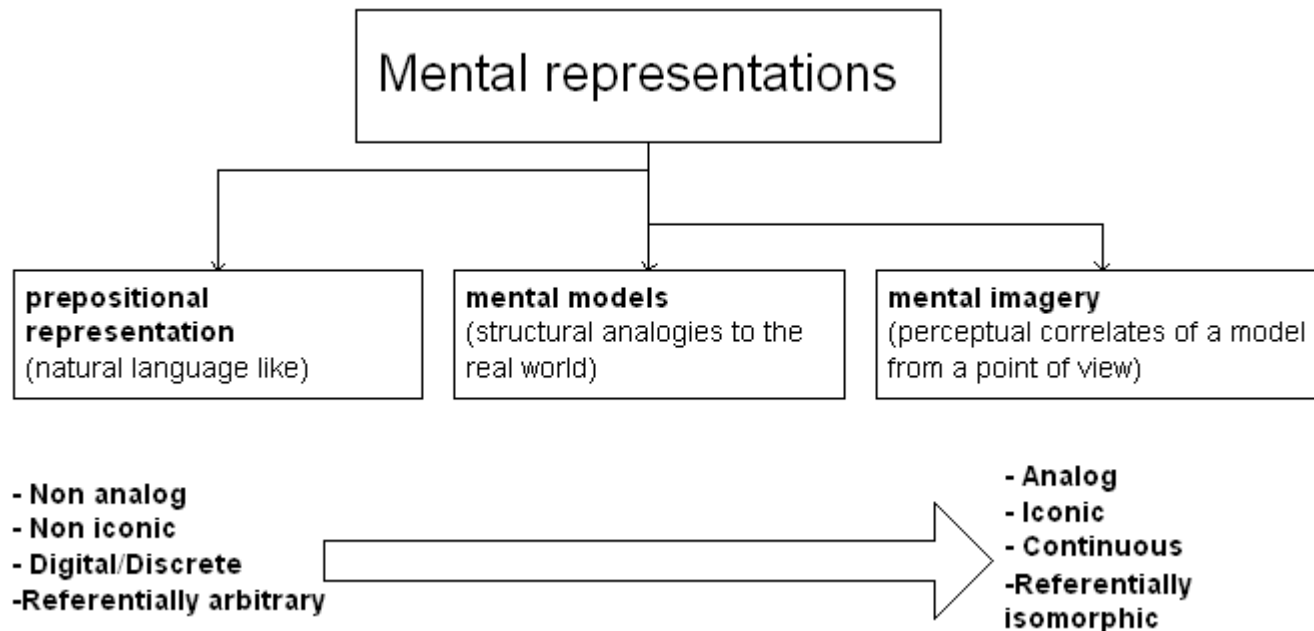 Mental representations
prepositional
representation
(natural language like)
mental models
(structural analogies to the
real world)
mental imagery
(perceptual correlates of a model
from a point of view)
- Non analog
- Non iconic
- Digital/Discrete
-Referentially arbitrary
- Analog
- Iconic
- Continuous
-Referentially
isomorphic